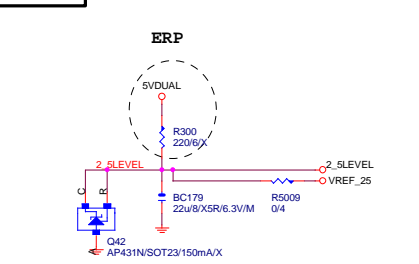 ERP
5VDUAL
R300
220/6/X
2_5LEVEL
2_5LEVEL
VREF_25
C
R
BC179
22u/8/X5R/6.3V/M
R5009
0/4
Q42
A
AP431N/SOT23/150mA/X